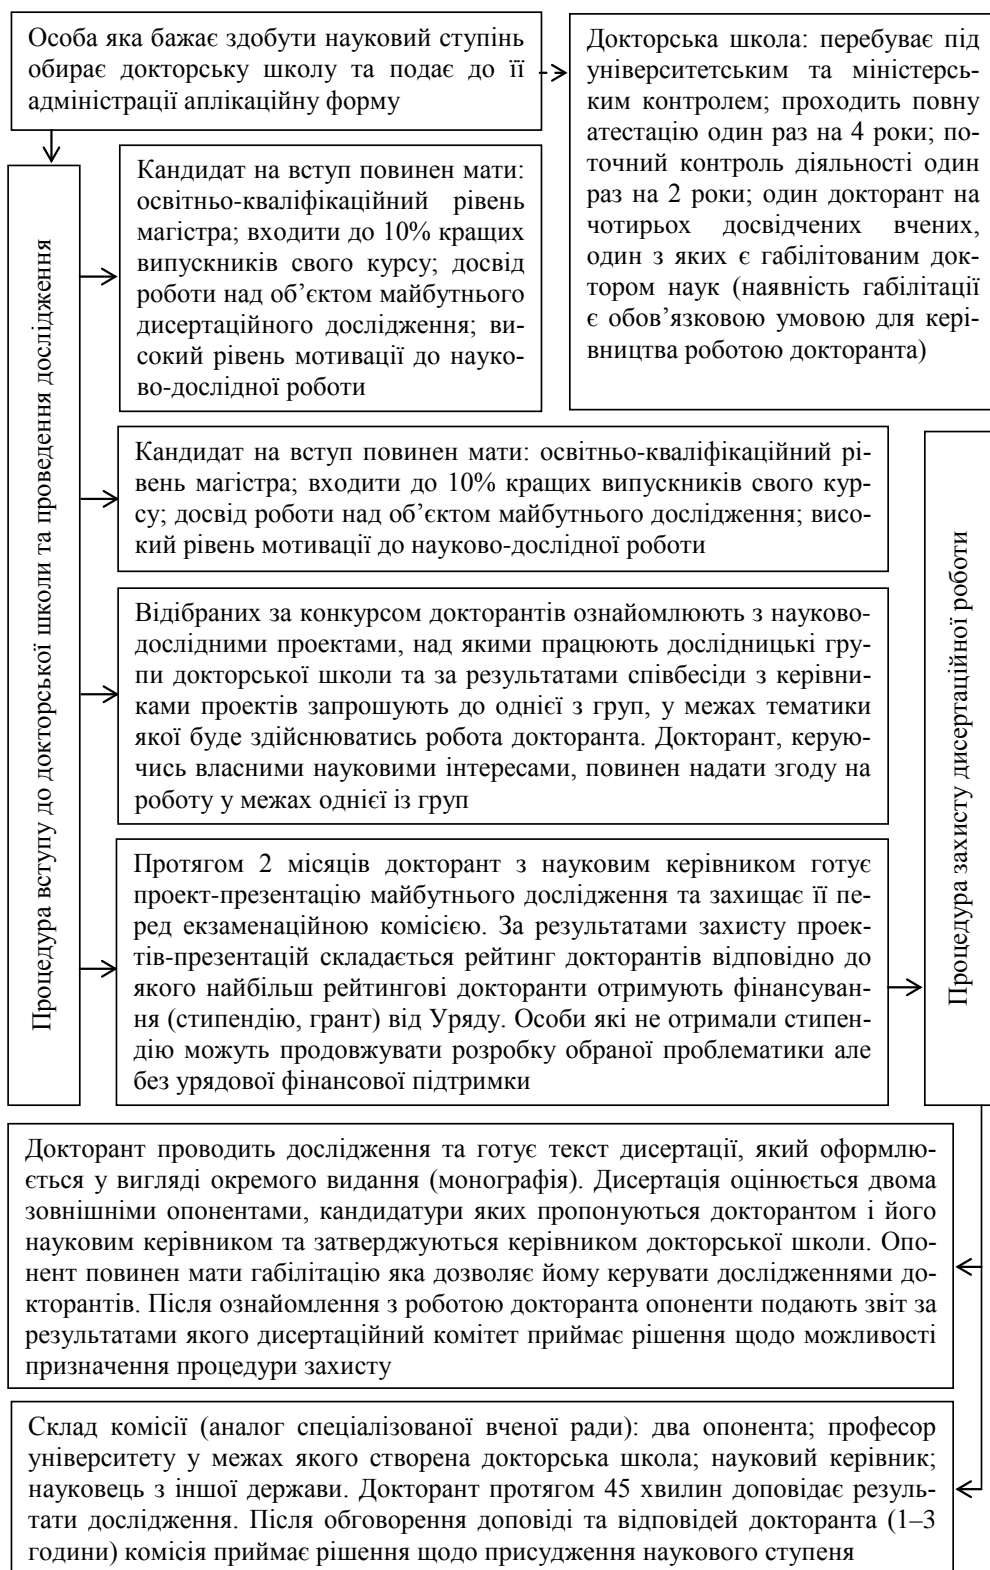 Особа яка бажає здобути науковий ступінь
обирає докторську школу та подає до її
адміністрації аплікаційну форму
Докторська школа: перебуває під
університетським та міністерсь-
ким контролем; проходить повну
атестацію один раз на 4 роки; по-
точний контроль діяльності один
раз на 2 роки; один докторант на
чотирьох досвідчених вчених,
один з яких є габілітованим док-
тором наук (наявність габілітації
є обов’язковою умовою для кері-
вництва роботою докторанта)
Процедура вступу до докторської школи та проведення дослідження
Кандидат на вступ повинен мати:
освітньо-кваліфікаційний рівень
магістра; входити до 10% кращих
випускників свого курсу; досвід
роботи над об’єктом майбутнього
дисертаційного дослідження; ви-
сокий рівень мотивації до науко-
во-дослідної роботи
Кандидат на вступ повинен мати: освітньо-кваліфікаційний рі-
вень магістра; входити до 10% кращих випускників свого кур-
су; досвід роботи над об’єктом майбутнього дослідження; висо-
кий рівень мотивації до науково-дослідної роботи
Відібраних за конкурсом докторантів ознайомлюють з науково-
дослідними проектами, над якими працюють дослідницькі гру-
пи докторської школи та за результатами співбесіди з керівни-
ками проектів запрошують до однієї з груп, у межах тематики
якої буде здійснюватись робота докторанта. Докторант, керую-
чись власними науковими інтересами, повинен надати згоду на
роботу у межах однієї із груп
Протягом 2 місяців докторант з науковим керівником готує
проект-презентацію майбутнього дослідження та захищає її пе-
ред екзаменаційною комісією. За результатами захисту проек-
тів-презентацій складається рейтинг докторантів відповідно до
якого найбільш рейтингові докторанти отримують фінансуван-
ня (стипендію, грант) від Уряду. Особи які не отримали стипен-
дію можуть продовжувати розробку обраної проблематики але
без урядової фінансової підтримки
Процедура захисту дисертаційної роботи
Докторант проводить дослідження та готує текст дисертації, який оформлю-
ється у вигляді окремого видання (монографія). Дисертація оцінюється двома
зовнішніми опонентами, кандидатури яких пропонуються докторантом і його
науковим керівником та затверджуються керівником докторської школи. Опо-
нент повинен мати габілітацію яка дозволяє йому керувати дослідженнями до-
кторантів. Після ознайомлення з роботою докторанта опоненти подають звіт за
результатами якого дисертаційний комітет приймає рішення щодо можливості
призначення процедури захисту
Склад комісії (аналог спеціалізованої вченої ради): два опонента; професор
університету у межах якого створена докторська школа; науковий керівник;
науковець з іншої держави. Докторант протягом 45 хвилин доповідає резуль-
тати дослідження. Після обговорення доповіді та відповідей докторанта (1–3
години) комісія приймає рішення щодо присудження наукового ступеня